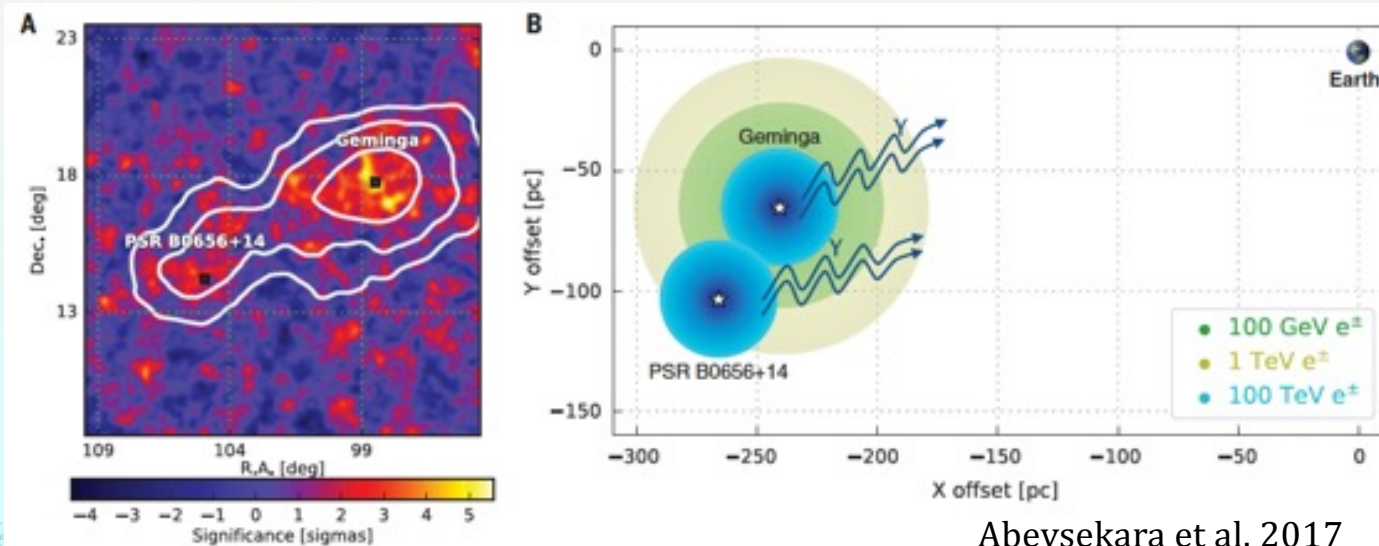 A
23
18
13
Dec. [deg]
Geminga
PSR B0656+14
109
104
99
R.A. [deg]
−4 −3 −2 −1 0 1 2 3 4 5
Significance [sigmas]
B
0
−50
−100
−150
Y offset [pc]
Earth
Geminga
γ
γ
PSR B0656+14
100 GeV e±
1 TeV e±
100 TeV e±
−300 −250 −200 −150 −100 −50 0
X offset [pc]
Abeysekara et al. 2017